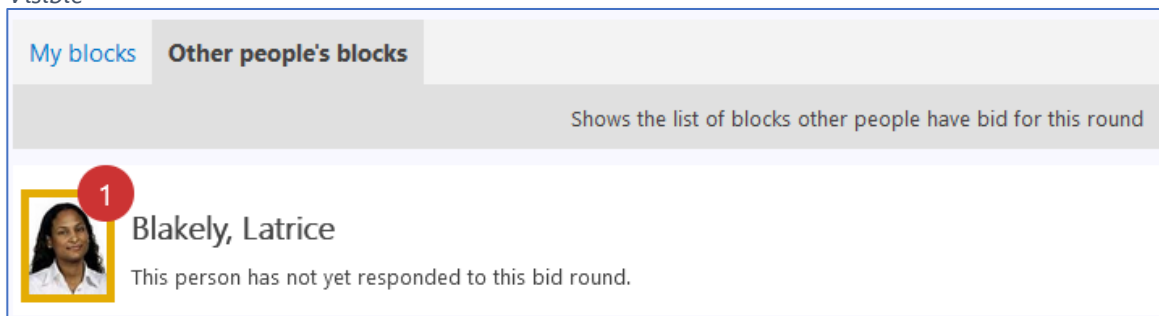 Visible
My blocks Other people's blocks
Shows the list of blocks other people have bid for this round
1
Blakely, Latrice
This person has not yet responded to this bid round.